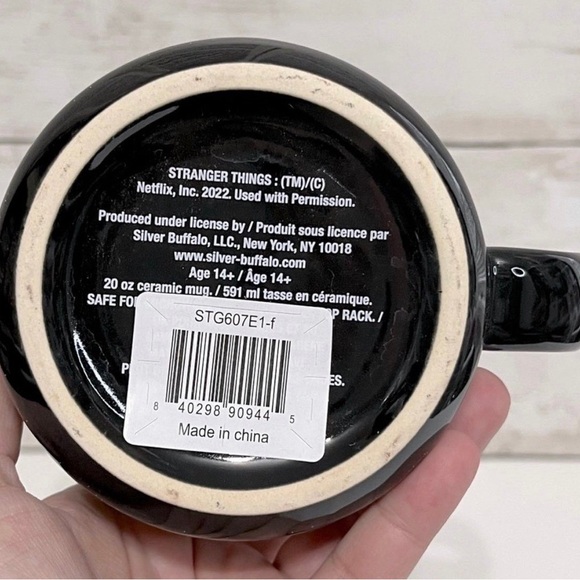 STRANGER THINGS : (TM)/(C)
Netflix, Inc. 2022. Used with Permission.
Produced under license by / Produit sous licence par
Silver Buffalo, LLC., New York, NY 10018
www.silver-buffalo.com
Age 14+ / Âge 14+
20 oz ceramic mug. / 591 ml tasse en céramique.
SAFE RACK. /
STG607E1-f
8 40298 90944 5
Made in china